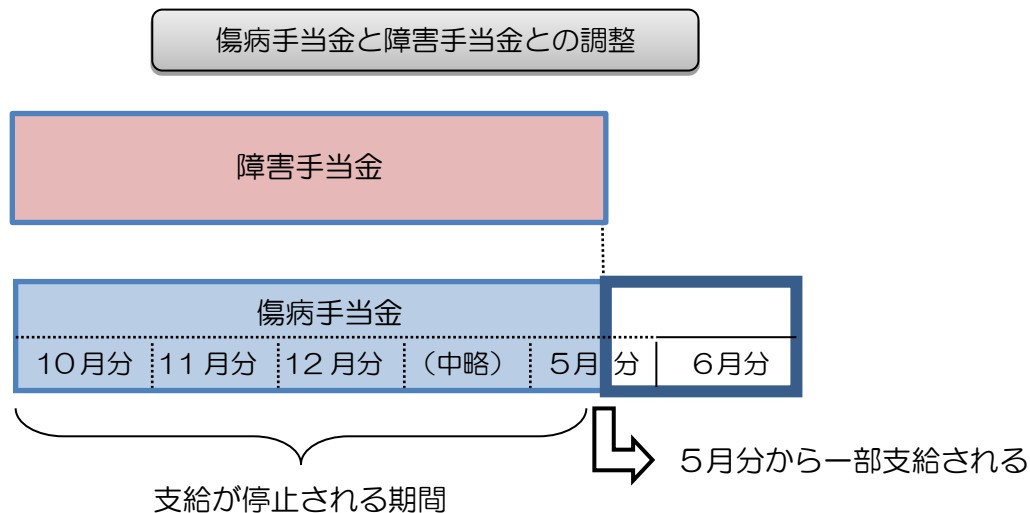 傷病手当金と障害手当金との調整
障害手当金
傷病手当金
10月分 11月分 12月分 (中略) 5月分 6月分
5月分から一部支給される
支給が停止される期間